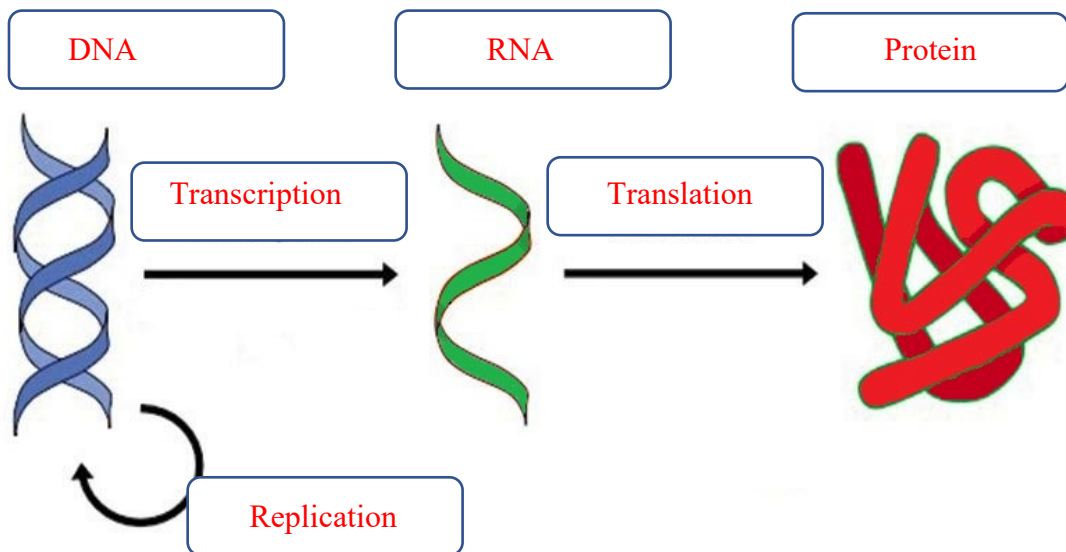 DNA
RNA
Protein
Transcription
Translation
Replication